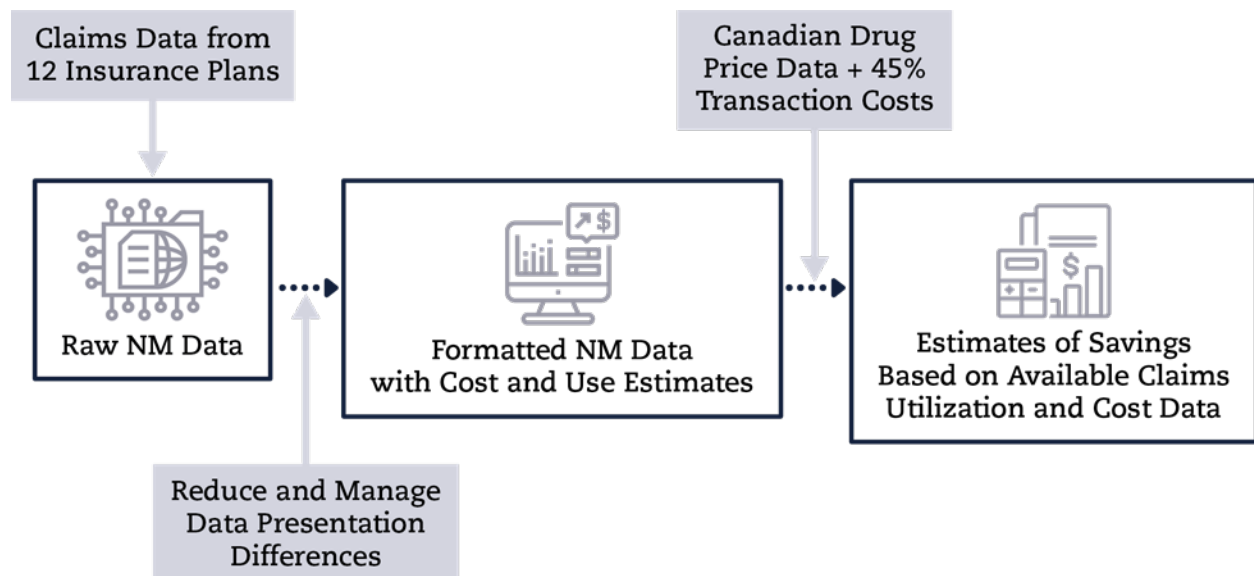 Claims Data from
12 Insurance Plans
Canadian Drug
Price Data + 45%
Transaction Costs
Raw NM Data
$
Formatted NM Data
with Cost and Use Estimates
$
Estimates of Savings
Based on Available Claims
Utilization and Cost Data
Reduce and Manage
Data Presentation
Differences